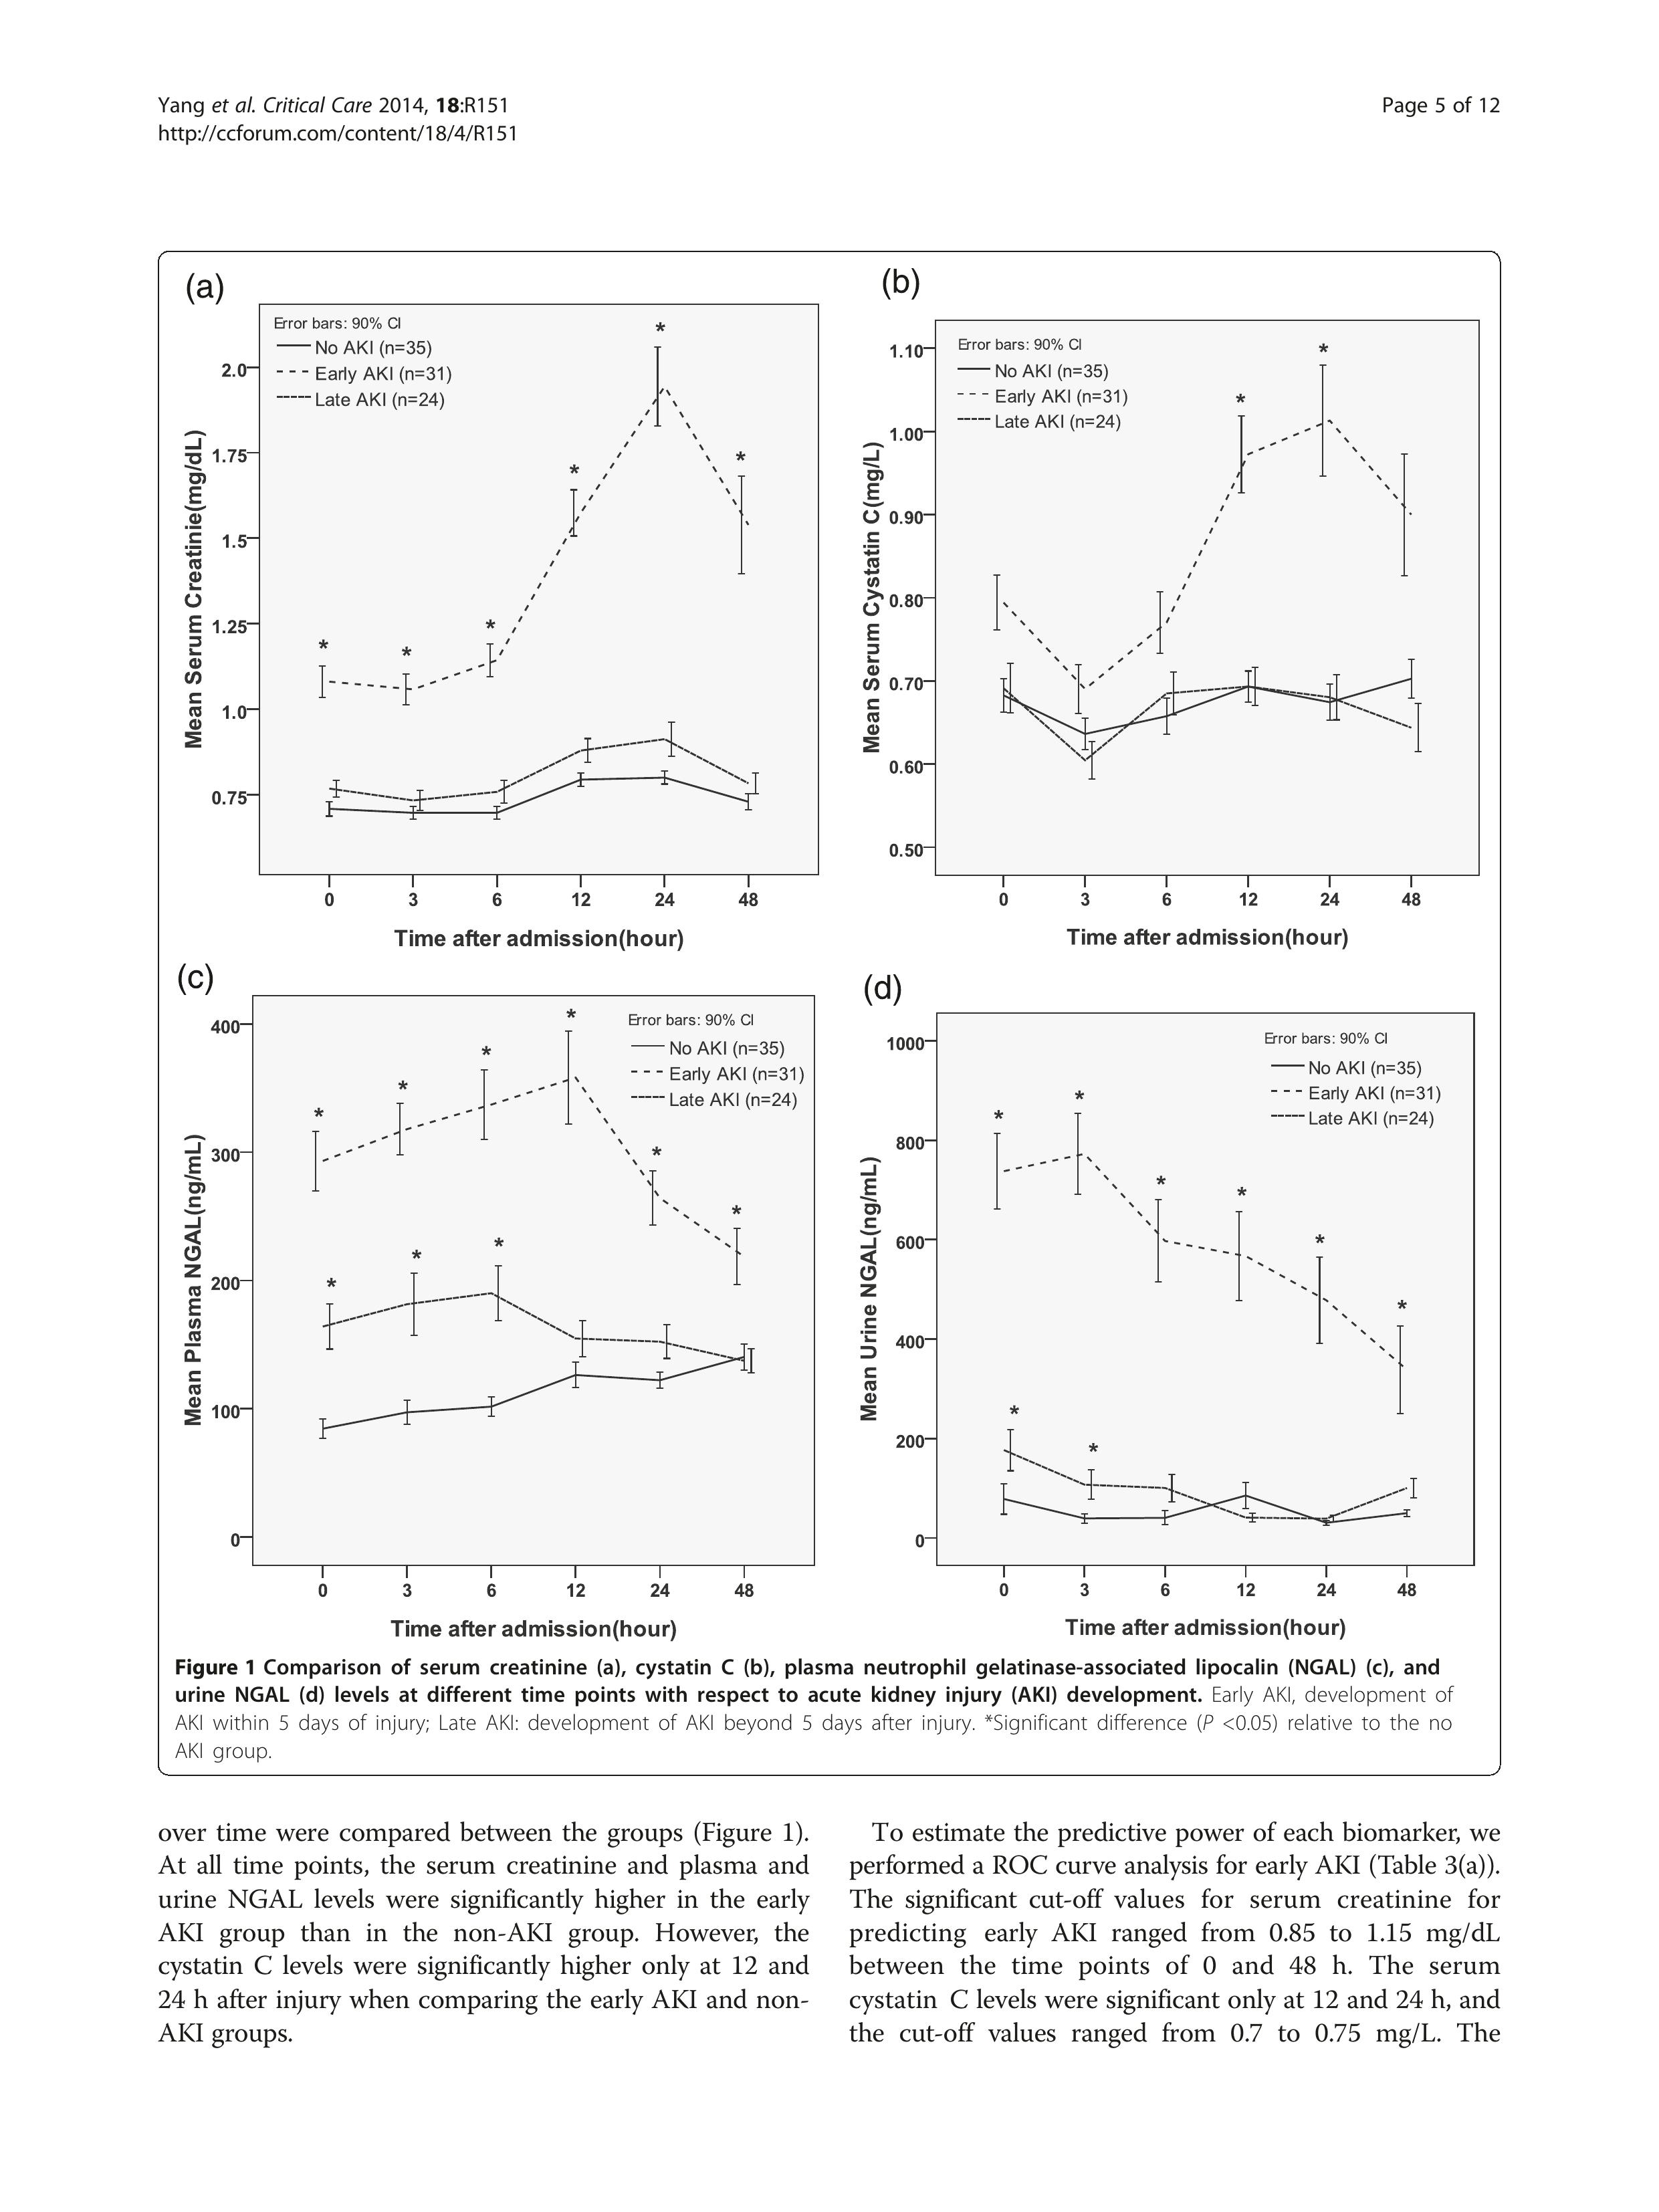 Yang et al. Critical Care 2014, 18:R151
http://ccforum.com/content/18/4/R151
Page 5 of 12
(a)
Error bars: 90% CI
No AKI (n=35)
Early AKI (n=31)
Late AKI (n=24)
Mean Serum Creatinie(mg/dL)
2.0
1.75
1.5
1.25
1.0
0.75
* * * * * *
0 3 6 12 24 48
Time after admission(hour)
(b)
Error bars: 90% CI
No AKI (n=35)
Early AKI (n=31)
Late AKI (n=24)
Mean Serum Cystatin C(mg/L)
1.10
1.00
0.90
0.80
0.70
0.60
0.50
* *
0 3 6 12 24 48
Time after admission(hour)
(c)
Error bars: 90% CI
No AKI (n=35)
Early AKI (n=31)
Late AKI (n=24)
Mean Plasma NGAL(ng/mL)
400
300
200
100
0
* * * * * *
* * *
0 3 6 12 24 48
Time after admission(hour)
(d)
Error bars: 90% CI
No AKI (n=35)
Early AKI (n=31)
Late AKI (n=24)
Mean Urine NGAL(ng/mL)
1000
800
600
400
200
0
* * * * * *
* *
0 3 6 12 24 48
Time after admission(hour)
Figure 1 Comparison of serum creatinine (a), cystatin C (b), plasma neutrophil gelatinase-associated lipocalin (NGAL) (c), and
urine NGAL (d) levels at different time points with respect to acute kidney injury (AKI) development. Early AKI, development of
AKI within 5 days of injury; Late AKI: development of AKI beyond 5 days after injury. *Significant difference (P <0.05) relative to the no
AKI group.
over time were compared between the groups (Figure 1).
At all time points, the serum creatinine and plasma and
urine NGAL levels were significantly higher in the early
AKI group than in the non-AKI group. However, the
cystatin C levels were significantly higher only at 12 and
24 h after injury when comparing the early AKI and non-
AKI groups.
To estimate the predictive power of each biomarker, we
performed a ROC curve analysis for early AKI (Table 3(a)).
The significant cut-off values for serum creatinine for
predicting early AKI ranged from 0.85 to 1.15 mg/dL
between the time points of 0 and 48 h. The serum
cystatin C levels were significant only at 12 and 24 h, and
the cut-off values ranged from 0.7 to 0.75 mg/L. The